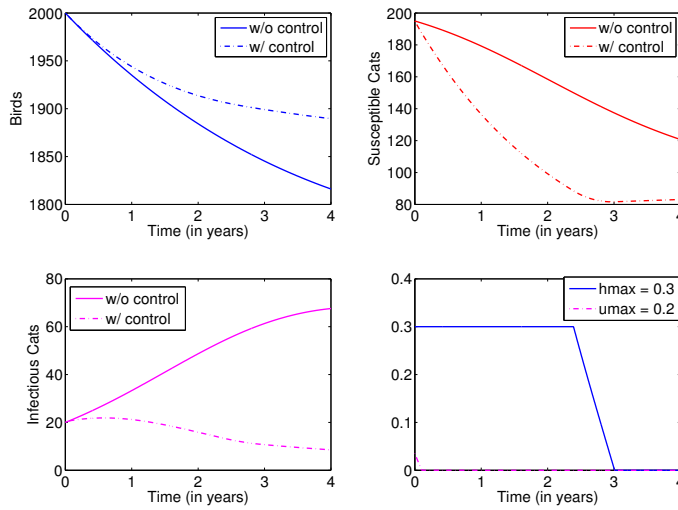 2000
1950
1900
1850
1800
Birds
w/o control
w/ control
0
1
2
3
4
Time (in years)
200
180
160
140
120
100
80
Susceptible Cats
w/o control
w/ control
0
1
2
3
4
Time (in years)
80
60
40
20
0
Infectious Cats
w/o control
w/ control
0
1
2
3
4
Time (in years)
0.4
0.3
0.2
0.1
0
hmax = 0.3
umax = 0.2
0
1
2
3
4
Time (in years)